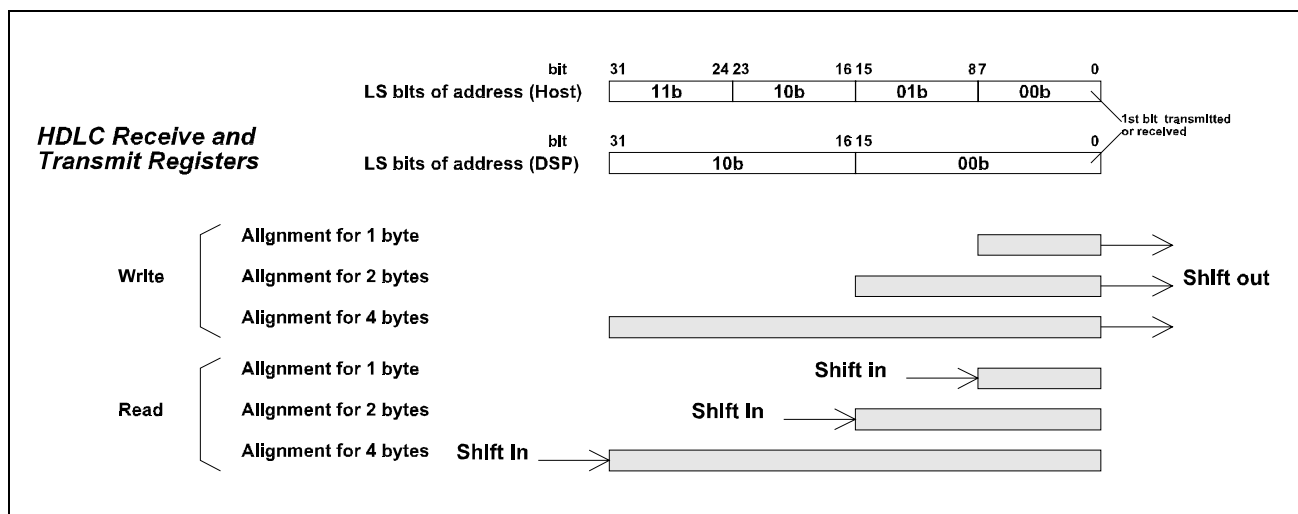 bit 31 24 23 16 15 8 7 0
LS bits of address (Host) 11b 10b 01b 00b
1st bit transmitted
or received
HDLC Receive and
Transmit Registers
bit 31 16 15 0
LS bits of address (DSP) 10b 00b
Alignment for 1 byte
Write Alignment for 2 bytes Shift out
Alignment for 4 bytes
Alignment for 1 byte Shift in
Read Alignment for 2 bytes Shift In
Alignment for 4 bytes Shift In